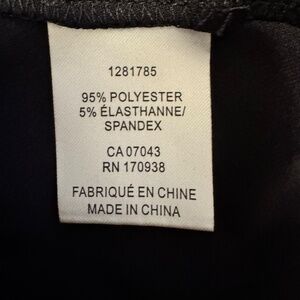 1281785
95% POLYESTER
5% ÉLASTHANNE/
SPANDEX
CA 07043
RN 170938
FABRIQUÉ EN CHINE
MADE IN CHINA